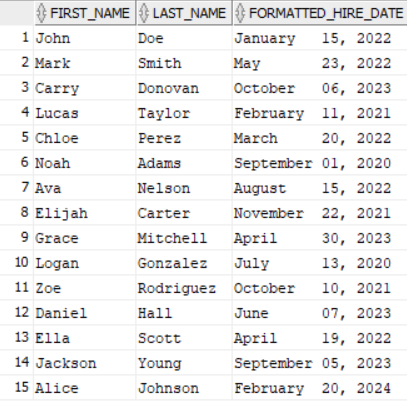 FIRST_NAME LAST_NAME FORMATTED_HIRE_DATE
1 John Doe January   15, 2022
2 Mark Smith May       23, 2022
3 Carry Donovan October   06, 2023
4 Lucas Taylor February  11, 2021
5 Chloe Perez March     20, 2022
6 Noah Adams September 01, 2020
7 Ava Nelson August    15, 2022
8 Elijah Carter November  22, 2021
9 Grace Mitchell April     30, 2023
10 Logan Gonzalez July      13, 2020
11 Zoe Rodriguez October   10, 2021
12 Daniel Hall June      07, 2023
13 Ella Scott April     19, 2022
14 Jackson Young September 05, 2023
15 Alice Johnson February  20, 2024